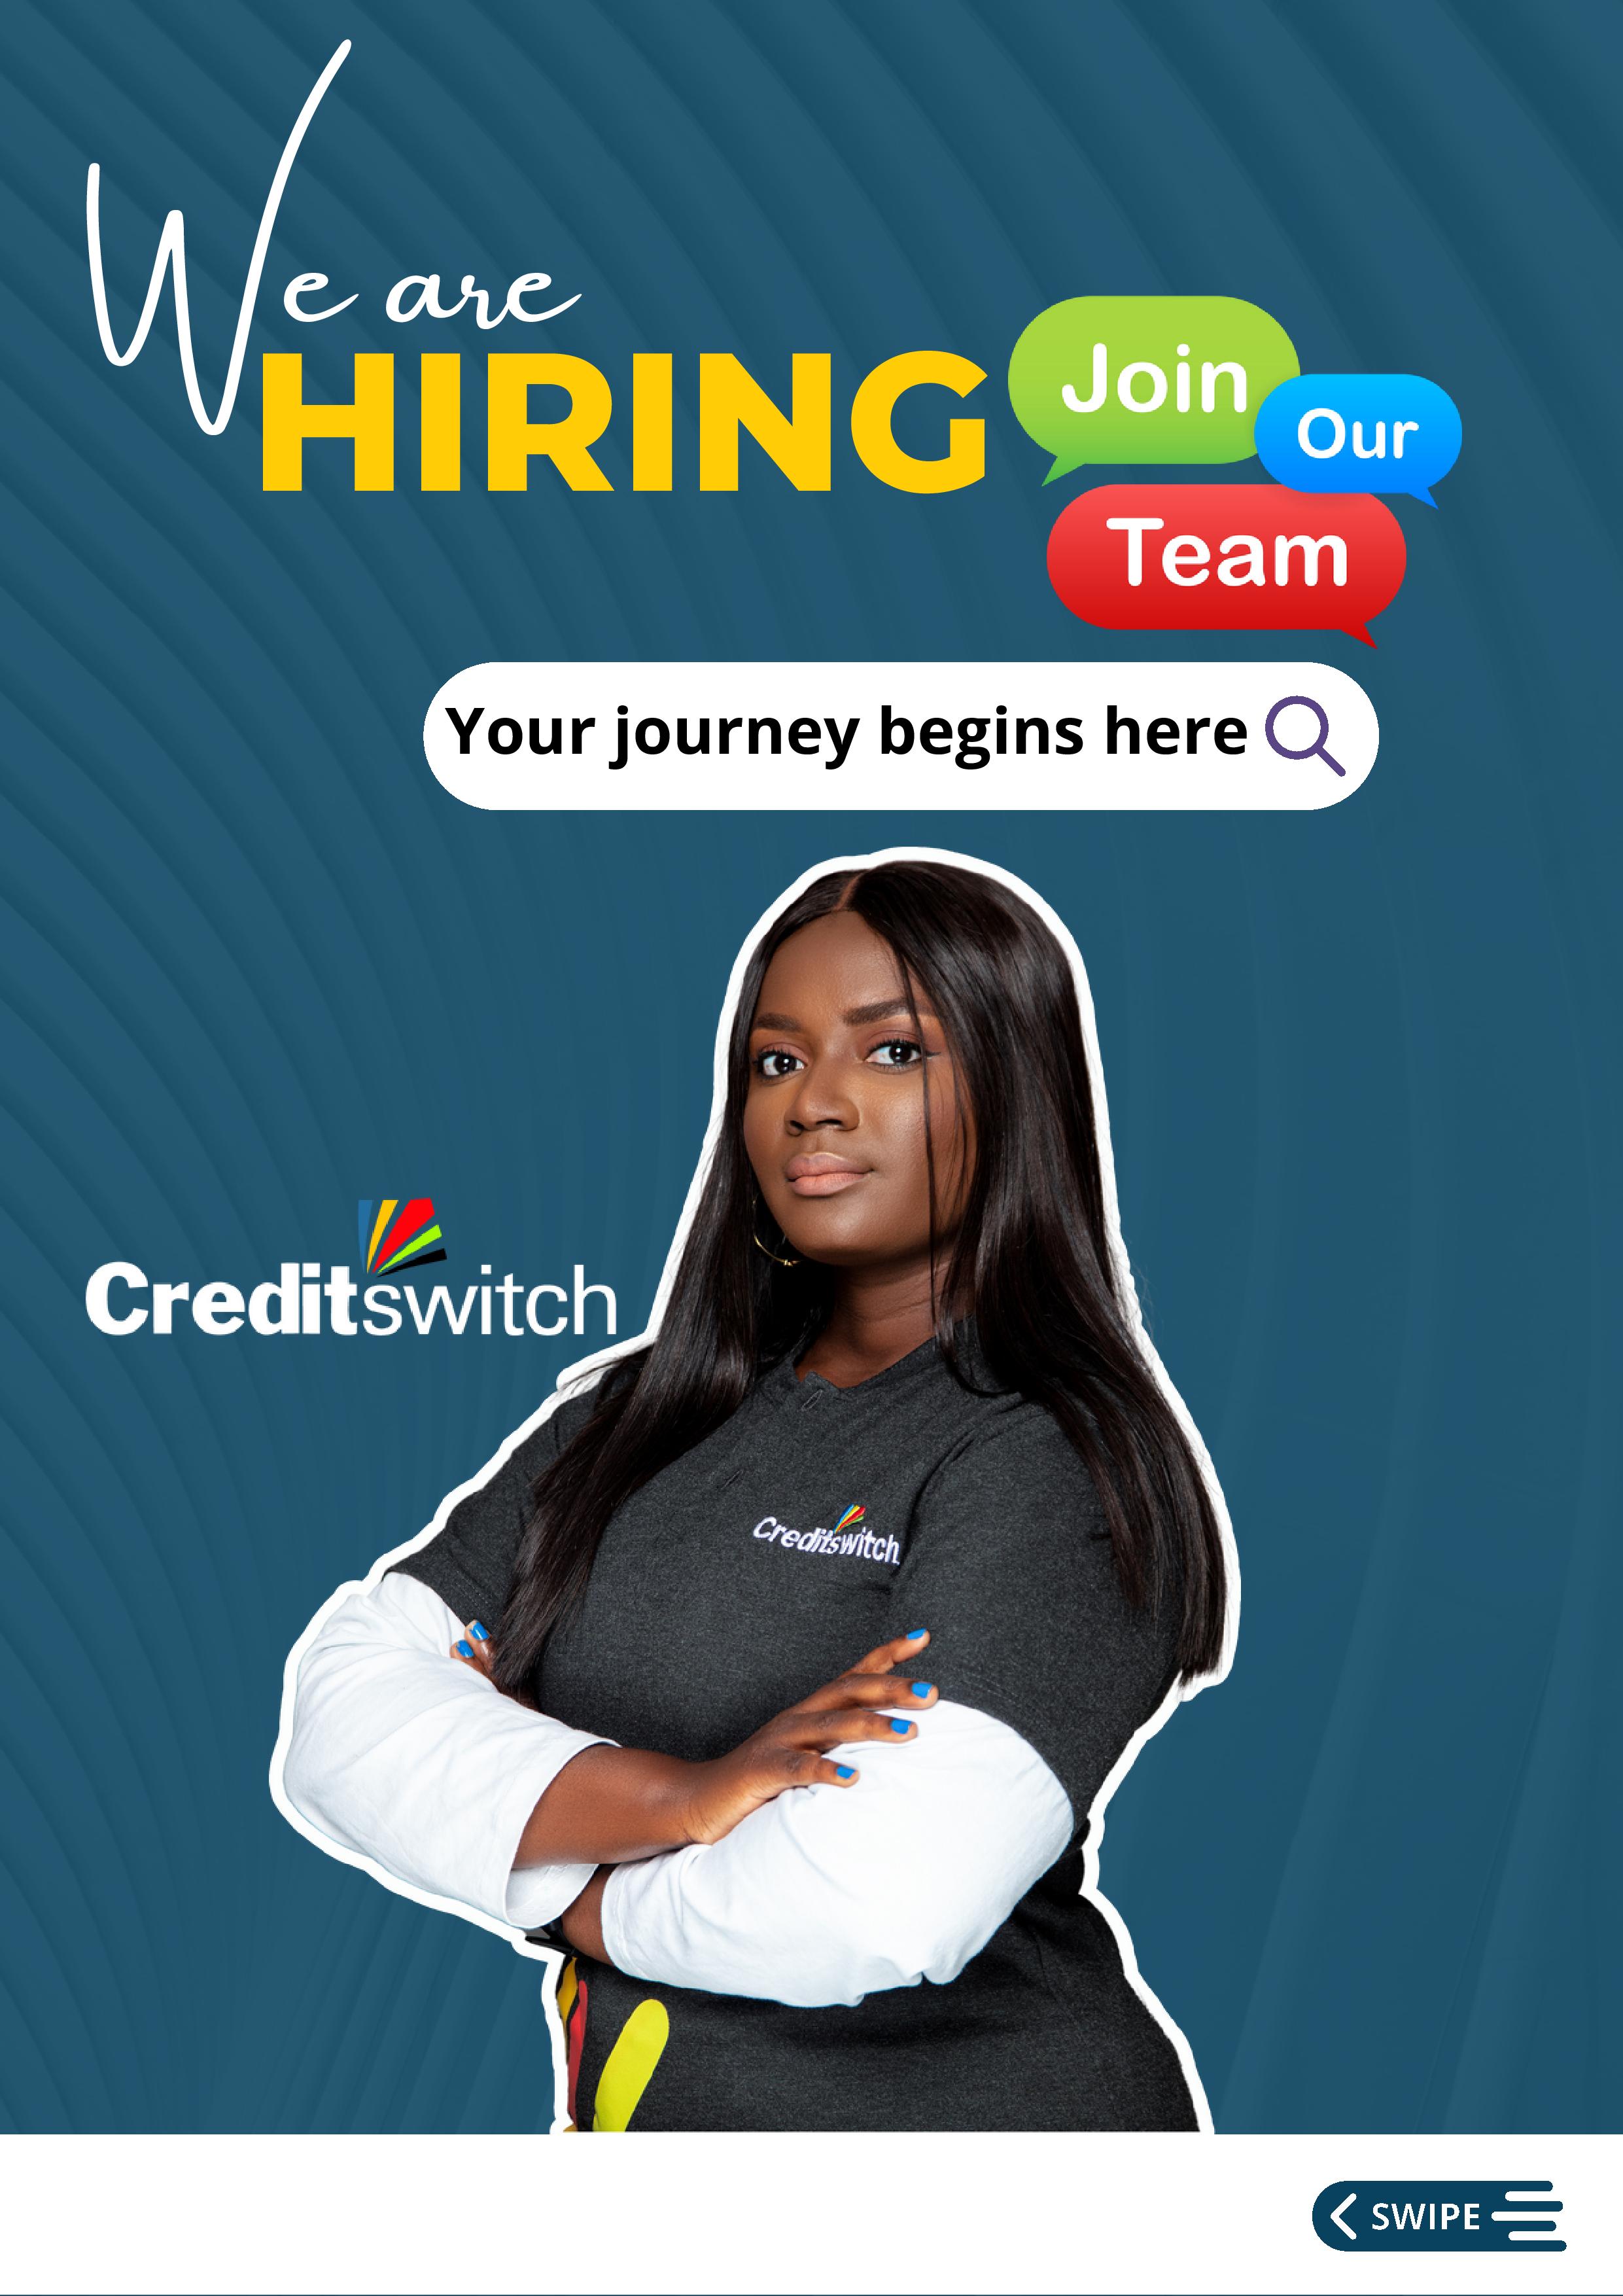 We are
HIRING
Join
Our
Team
Your journey begins here
Creditswitch
Creditswitch
SWIPE